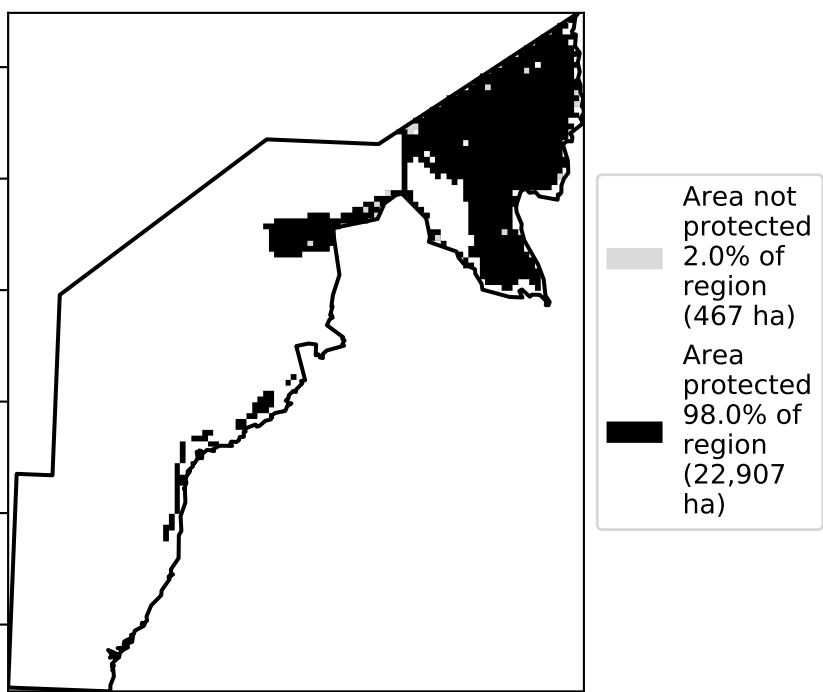 Area not
protected
2.0% of
region
(467 ha)
Area
protected
98.0% of
region
(22,907
ha)